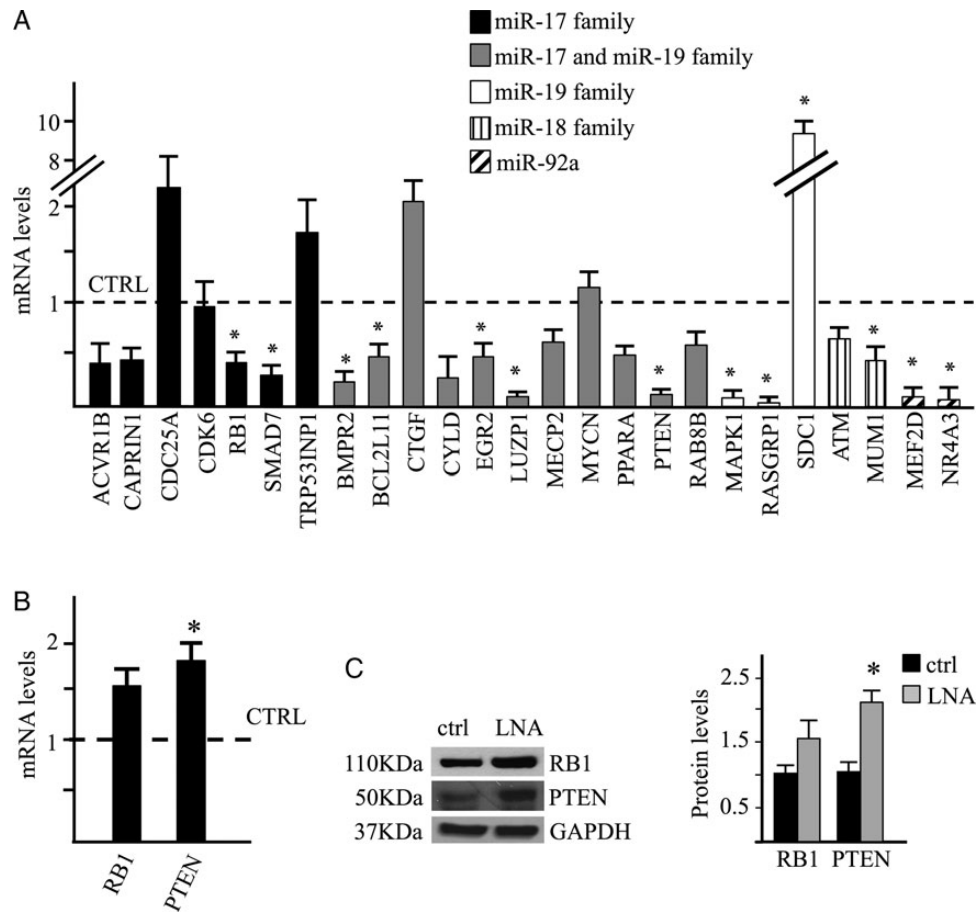 A
miR-17 family
miR-17 and miR-19 family
miR-19 family
miR-18 family
miR-92a
mRNA levels
10
8
2
1
CTRL
*
*
*
*
*
*
*
*
*
*
*
*
*
ACVR1B
CAPRIN1
CDC25A
CDK6
RB1
SMAD7
TRP53INP1
BMPR2
BCL2L11
CTGF
CYLD
EGR2
LUZP1
MECP2
MYCN
PPARA
PTEN
RAB8B
MAPK1
RASGRP1
SDC1
ATM
MUM1
MEF2D
NR4A3
B
mRNA levels
2
1
*
CTRL
RB1
PTEN
C
ctrl LNA
110KDa RB1
50KDa PTEN
37KDa GAPDH
Protein levels
2.5
1.5
0.5
*
ctrl
LNA
RB1 PTEN